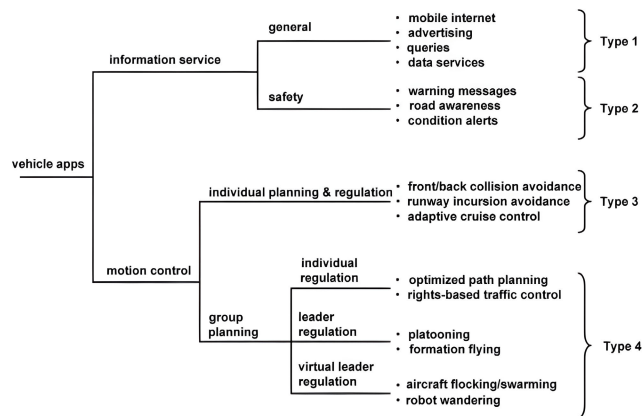 general
• mobile internet
• advertising
• queries
• data services
Type 1
information service
safety
• warning messages
• road awareness
• condition alerts
Type 2
vehicle apps
individual planning & regulation
• front/back collision avoidance
• runway incursion avoidance
• adaptive cruise control
Type 3
motion control
group
planning
individual
regulation
• optimized path planning
• rights-based traffic control
leader
regulation
• platooning
• formation flying
virtual leader
regulation
• aircraft flocking/swarming
• robot wandering
Type 4